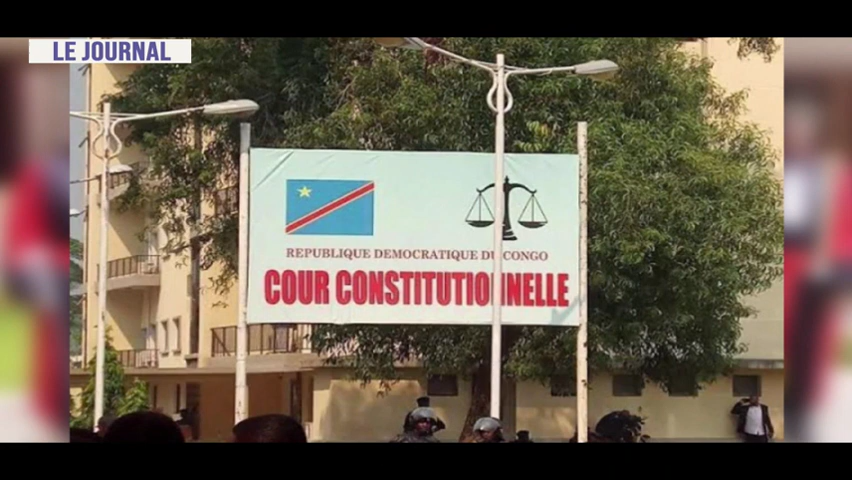 LE JOURNAL
REPUBLIQUE DEMOCRATIQUE DU CONGO
COUR CONSTITUTIONNELLE